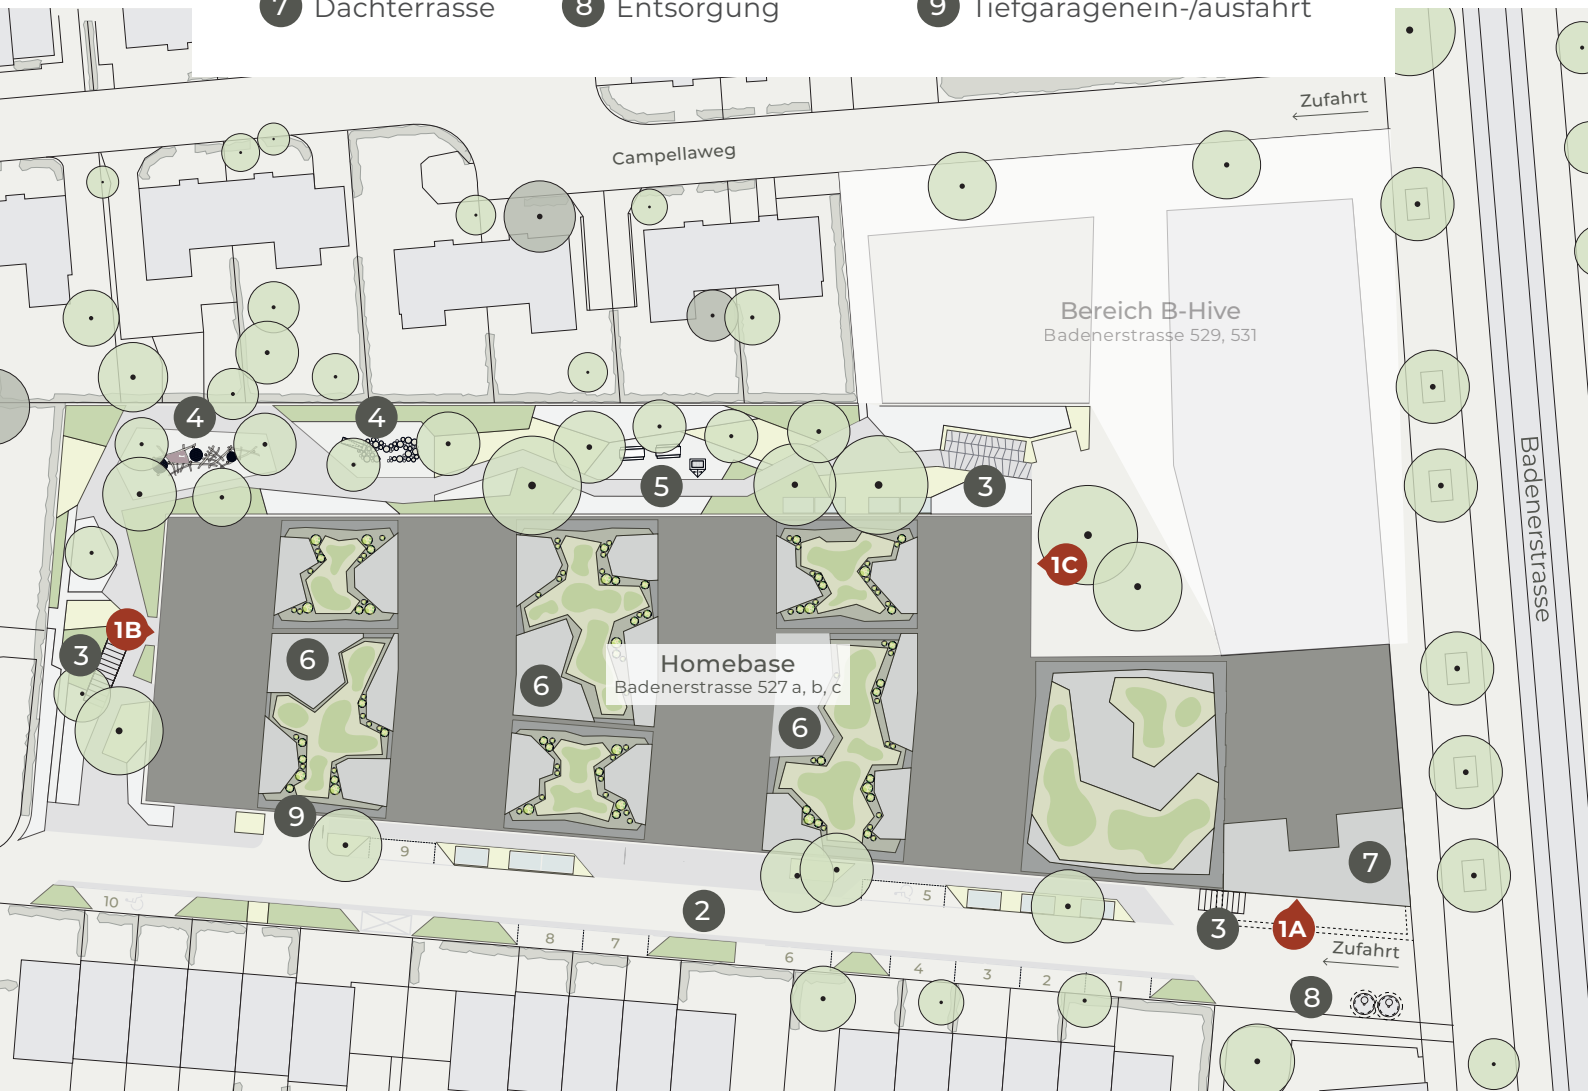 7 Dachterrasse 8 Entsorgung 9 Tiefgaragenein-/ausfahrt
Zufahrt
Campellaweg
Bereich B-Hive
Badenerstrasse 529, 531
4
4
5
3
Badenerstrasse
1C
1B
3
6
6
Homebase
Badenerstrasse 527 a, b, c
6
9
9
7
10
2
5
3
1A
Zufahrt
8
7
6
4
3
2
1
8